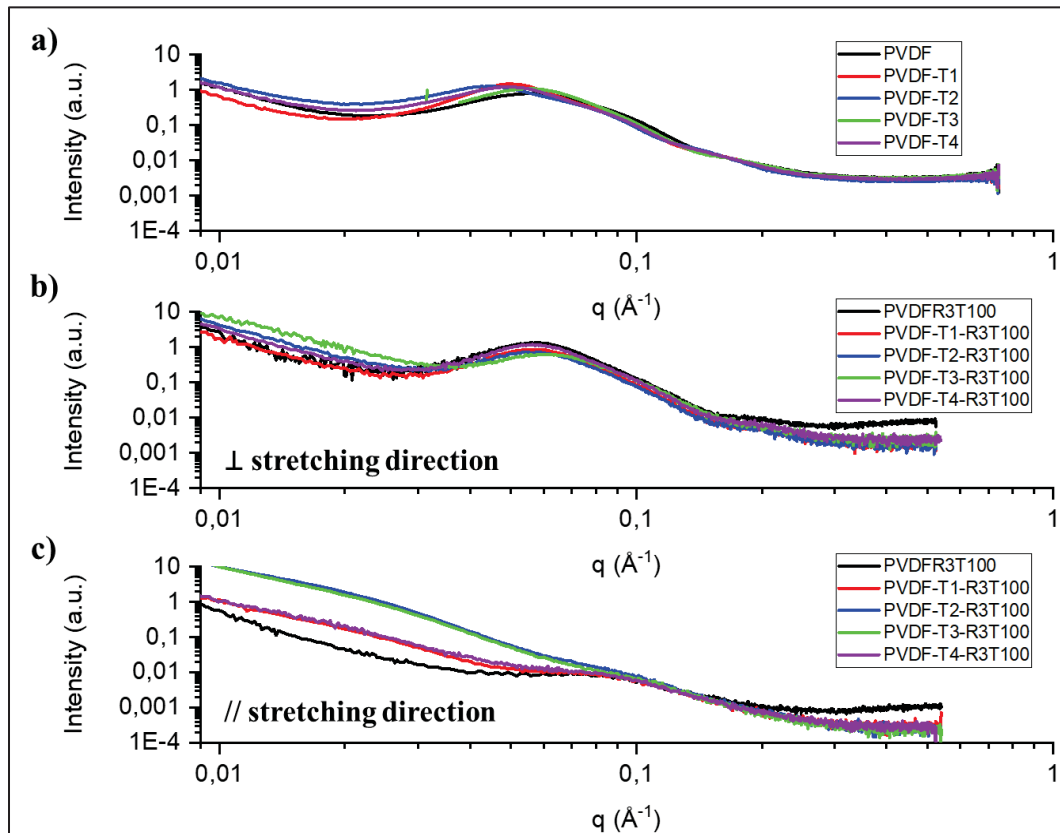 a)
Intensity (a.u.)
10
1
0,1
0,01
0,001
1E-4
PVDF
PVDF-T1
PVDF-T2
PVDF-T3
PVDF-T4
0,01
0,1
1
q (Å⁻¹)
b)
Intensity (a.u.)
10
1
0,1
0,01
0,001
1E-4
PVDFR3T100
PVDF-T1-R3T100
PVDF-T2-R3T100
PVDF-T3-R3T100
PVDF-T4-R3T100
⊥ stretching direction
0,01
0,1
1
q (Å⁻¹)
c)
Intensity (a.u.)
10
1
0,1
0,01
0,001
1E-4
PVDFR3T100
PVDF-T1-R3T100
PVDF-T2-R3T100
PVDF-T3-R3T100
PVDF-T4-R3T100
// stretching direction
0,01
0,1
1
q (Å⁻¹)